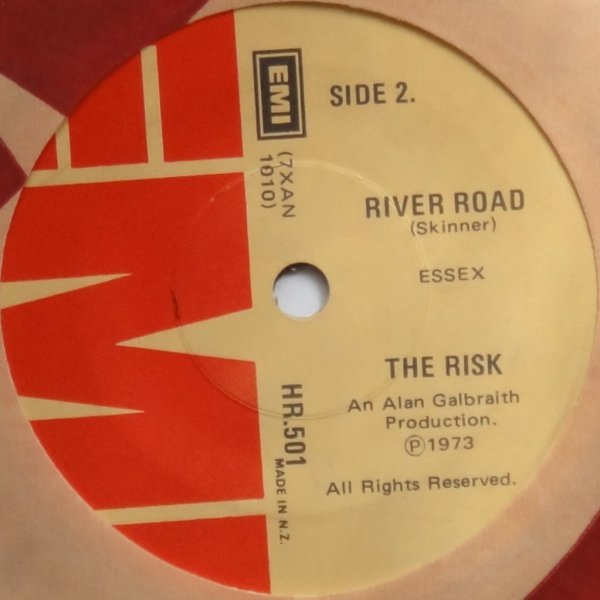 EMI
SIDE 2.
(7XAN
1010)
RIVER ROAD
(Skinner)
ESSEX
THE RISK
An Alan Galbraith
Production.
Ⓟ1973
All Rights Reserved.
HR.501
MADE IN N.Z.